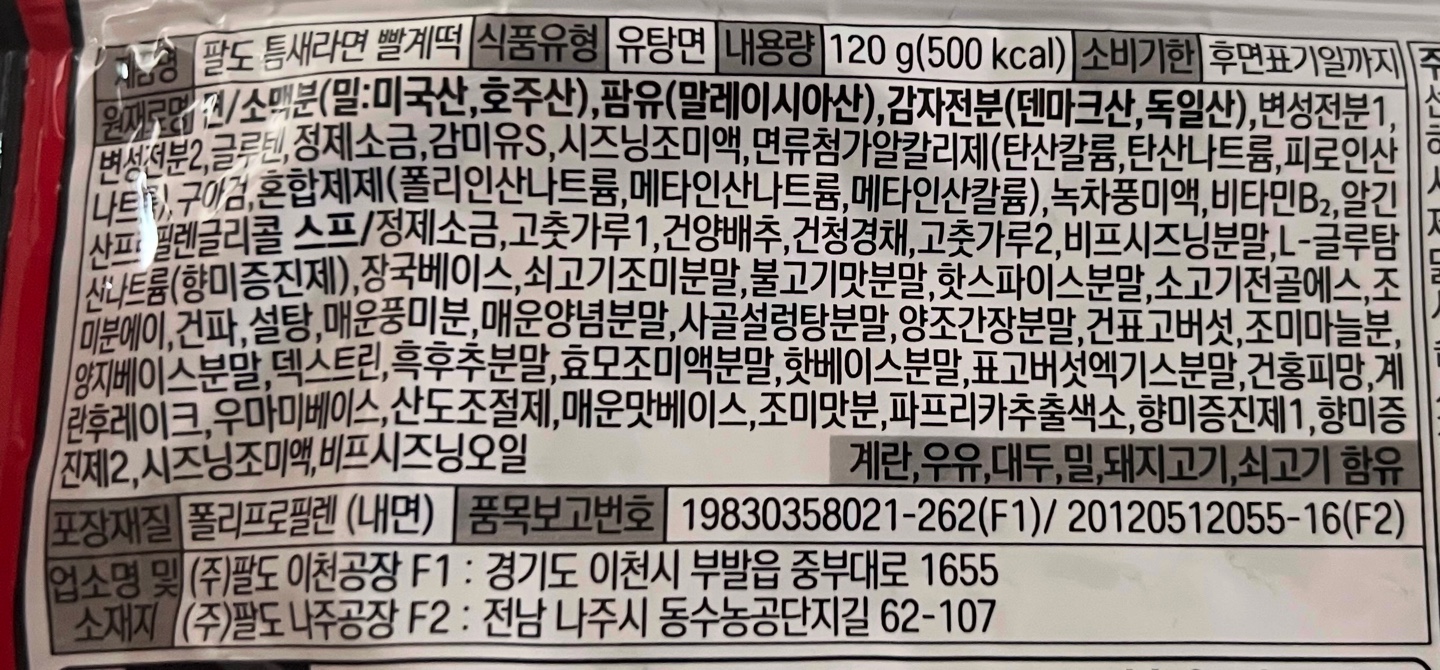 제품명 팔도 틈새라면 빨계떡 식품유형 유탕면 내용량 120 g(500 kcal) 소비기한 후면표기일까지
원재료명 면/소맥분(밀:미국산,호주산),팜유(말레이시아산),감자전분(덴마크산,독일산),변성전분1,
변성전분2,글루텐,정제소금,감미유S,시즈닝조미액,면류첨가알칼리제(탄산칼륨,탄산나트륨,피로인산
나트륨),구아검,혼합제제(폴리인산나트륨,메타인산나트륨,메타인산칼륨),녹차풍미액,비타민B₂,알긴
산프로필렌글리콜 스프/정제소금,고춧가루1,건양배추,건청경채,고춧가루2,비프시즈닝분말,L-글루탐
산나트륨(향미증진제),장국베이스,쇠고기조미분말,불고기맛분말,핫스파이스분말,소고기전골에스,조
미분에이,건파,설탕,매운풍미분,매운양념분말,사골설렁탕분말,양조간장분말,건표고버섯,조미마늘분,
양지베이스분말,덱스트린,흑후추분말,효모조미액분말,핫베이스분말,표고버섯엑기스분말,건홍피망,계
란후레이크,우마미베이스,산도조절제,매운맛베이스,조미맛분,파프리카추출색소,향미증진제1,향미증
진제2,시즈닝조미액,비프시즈닝오일 계란,우유,대두,밀,돼지고기,쇠고기 함유
포장재질 폴리프로필렌 (내면) 품목보고번호 19830358021-262(F1)/ 20120512055-16(F2)
업소명 및 (주)팔도 이천공장 F1 : 경기도 이천시 부발읍 중부대로 1655
소재지 (주)팔도 나주공장 F2 : 전남 나주시 동수농공단지길 62-107